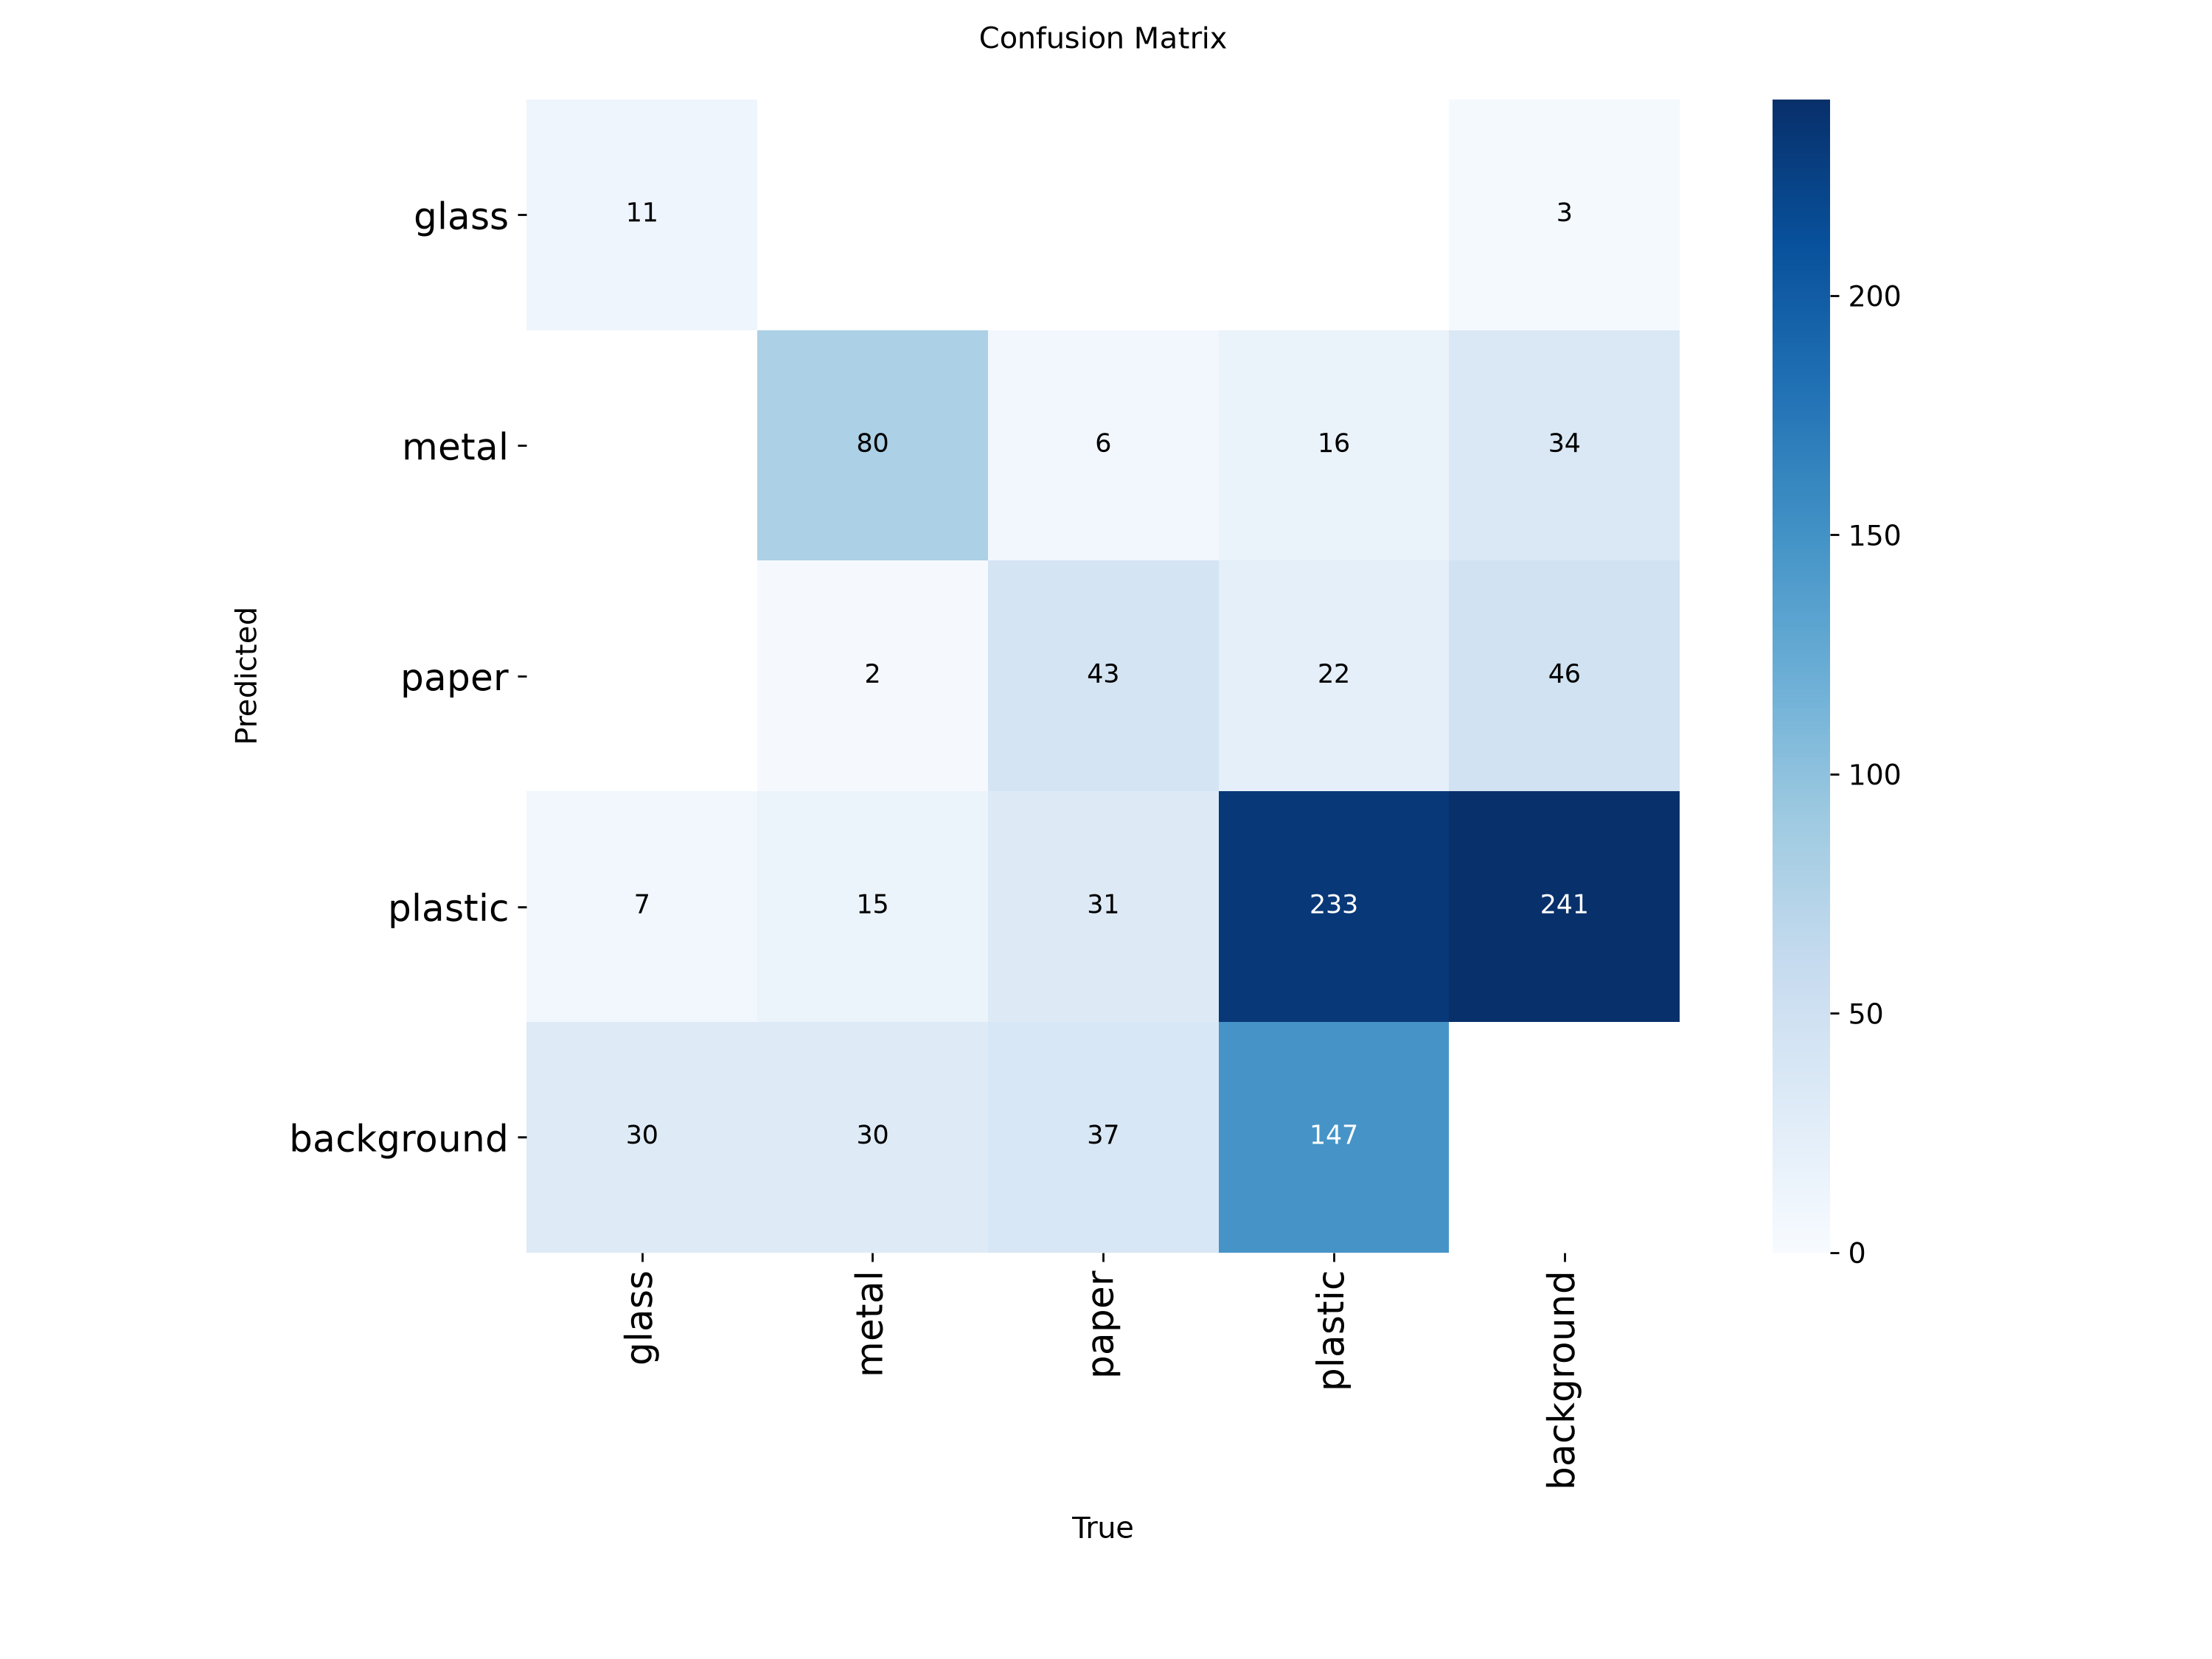 Confusion Matrix
glass
11
3
metal
80
6
16
34
paper
2
43
22
46
plastic
7
15
31
233
241
background
30
30
37
147
Predicted
glass
metal
paper
plastic
background
True
200
150
100
50
0